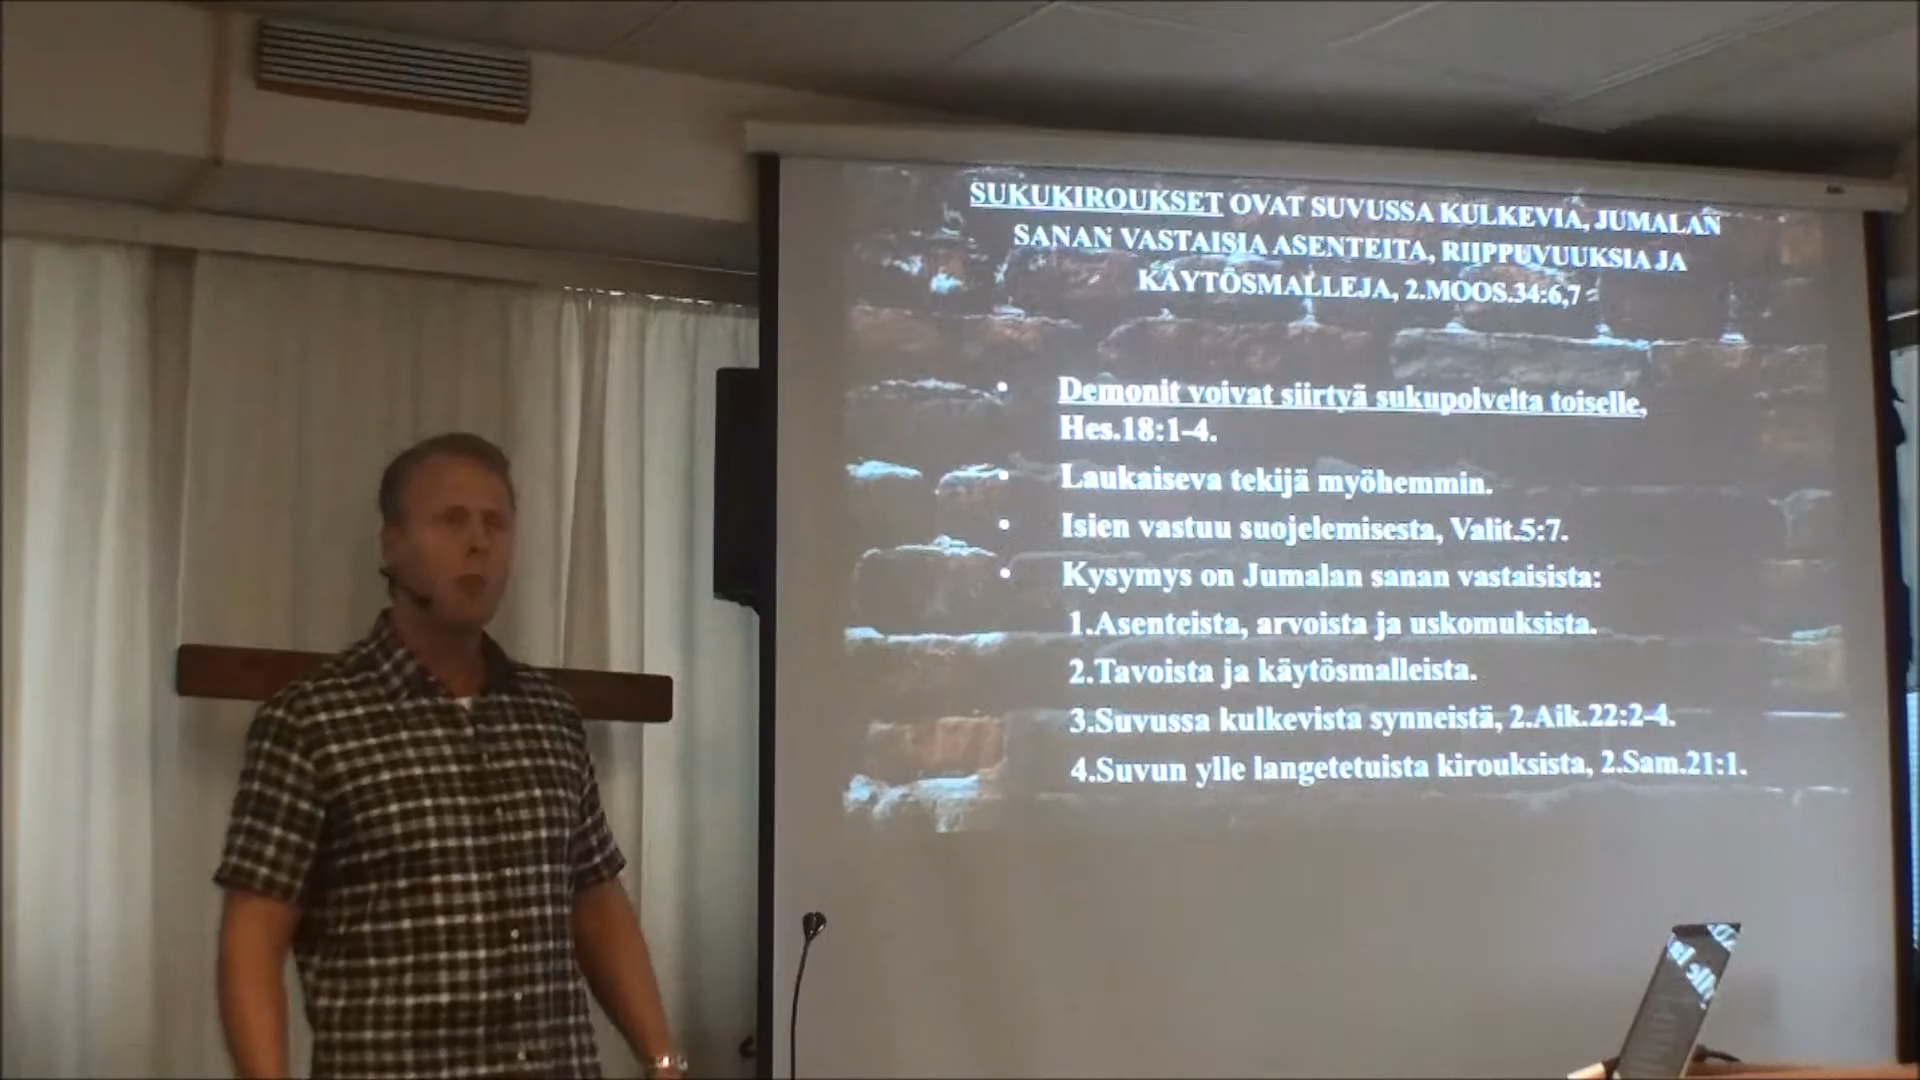 SUKUKIROUKSET OVAT SUVUSSA KULKEVIA, JUMALAN
SANAN VASTAISIA ASENTEITA, RIIPPUVUUKSIA JA
KÄYTÖSMALLEJA, 2.MOOS.34:6,7
• Demonit voivat siirtyä sukupolvelta toiselle,
Hes.18:1-4.
• Laukaiseva tekijä myöhemmin.
• Isien vastuu suojelemisesta, Valit.5:7.
• Kysymys on Jumalan sanan vastaisista:
1.Asenteista, arvoista ja uskomuksista.
2.Tavoista ja käytösmalleista.
3.Suvussa kulkevista synneistä, 2.Aik.22:2-4.
4.Suvun ylle langetetuista kirouksista, 2.Sam.21:1.